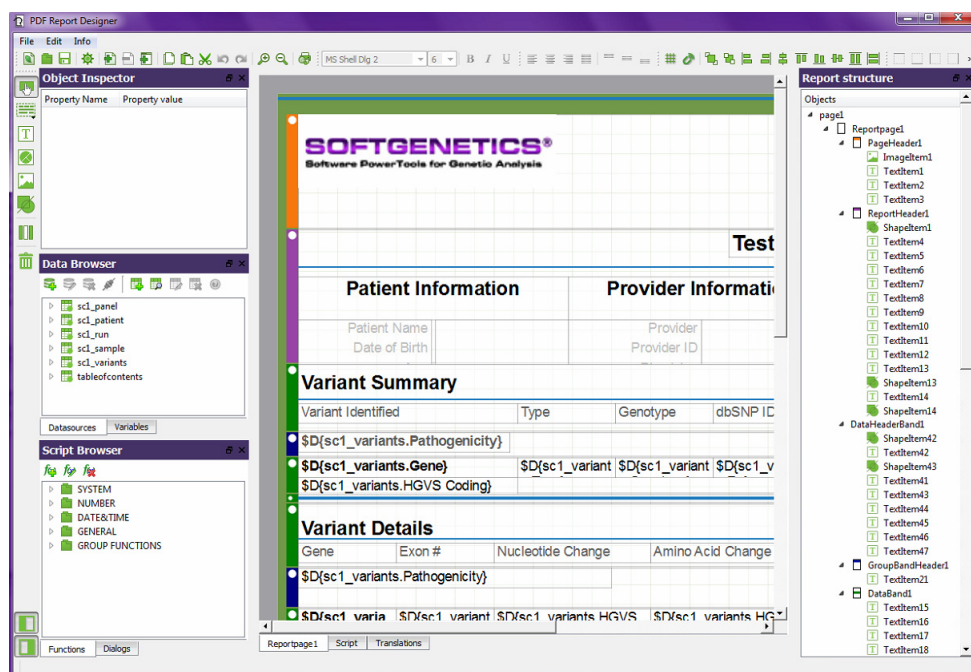 PDF Report Designer
File Edit Info
MS Shell Dlg 2 6 B I U
Object Inspector
Property Name Property value
Data Browser
sc1_panel
sc1_patient
sc1_run
sc1_sample
sc1_variants
tableofcontents
Datasources Variables
Script Browser
SYSTEM
NUMBER
DATE&TIME
GENERAL
GROUP FUNCTIONS
Functions Dialogs
SOFTGENETICS®
Software PowerTools for Genetic Analysis
Test
Patient Information Provider Informati
Patient Name Provider
Date of Birth Provider ID
Variant Summary
Variant Identified Type Genotype dbSNP ID
$D{sc1_variants.Pathogenicity}
$D{sc1_variants.Gene} $D{sc1_variant $D{sc1_variant $D{sc1_v
$D{sc1_variants.HGVS Coding}
Variant Details
Gene Exon # Nucleotide Change Amino Acid Change
$D{sc1_variants.Pathogenicity}
$D{sc1_varia $D{sc1_variant $D{sc1_variants.HGVS $D{sc1_variants.HG
Reportpage1 Script Translations
Report structure
Objects
page1
Reportpage1
PageHeader1
ImageItem1
TextItem1
TextItem2
TextItem3
ReportHeader1
ShapeItem1
TextItem4
TextItem5
TextItem6
TextItem7
TextItem8
TextItem9
TextItem10
TextItem11
TextItem12
TextItem13
ShapeItem13
TextItem14
ShapeItem14
DataHeaderBand1
ShapeItem42
TextItem42
ShapeItem43
TextItem41
TextItem43
TextItem44
TextItem45
TextItem46
TextItem47
GroupBandHeader1
TextItem21
DataBand1
TextItem15
TextItem16
TextItem17
TextItem18